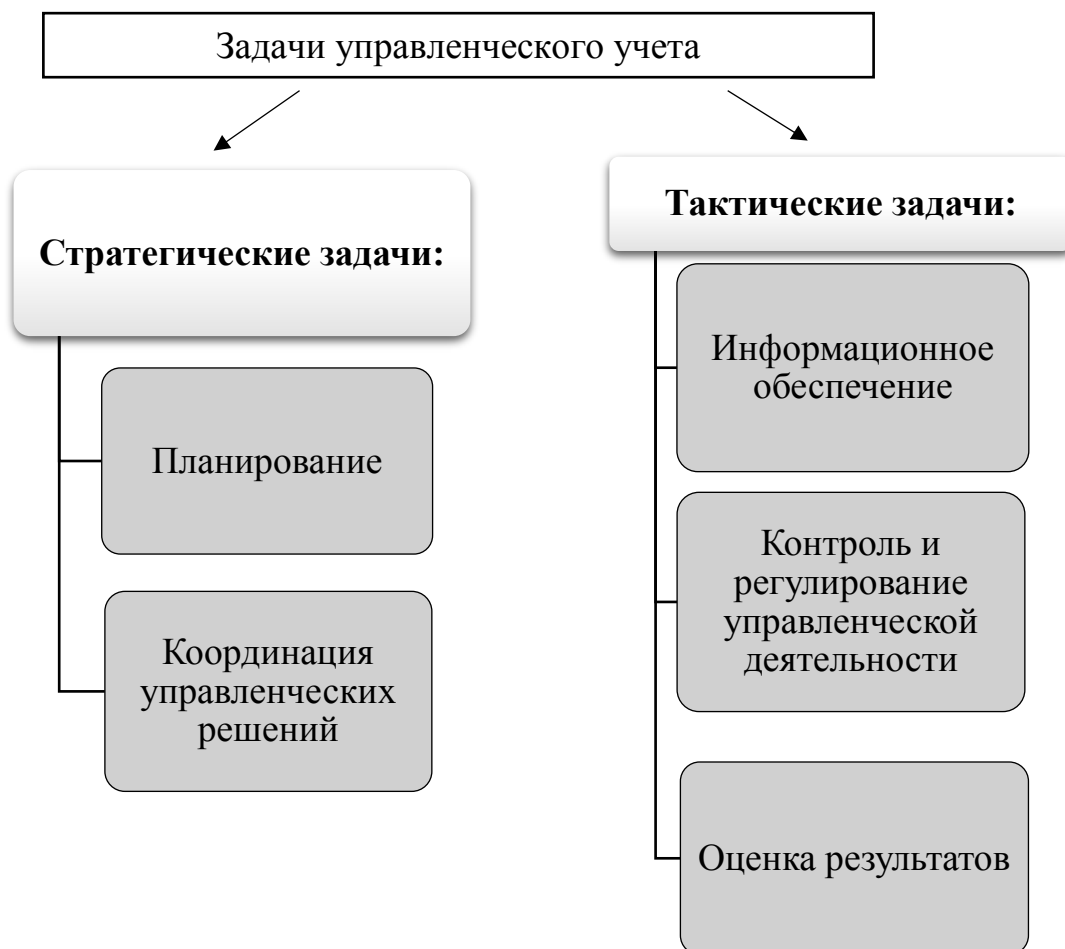 Задачи управленческого учета
Стратегические задачи:
Планирование
Координация
управленческих
решений
Тактические задачи:
Информационное
обеспечение
Контроль и
регулирование
управленческой
деятельности
Оценка результатов